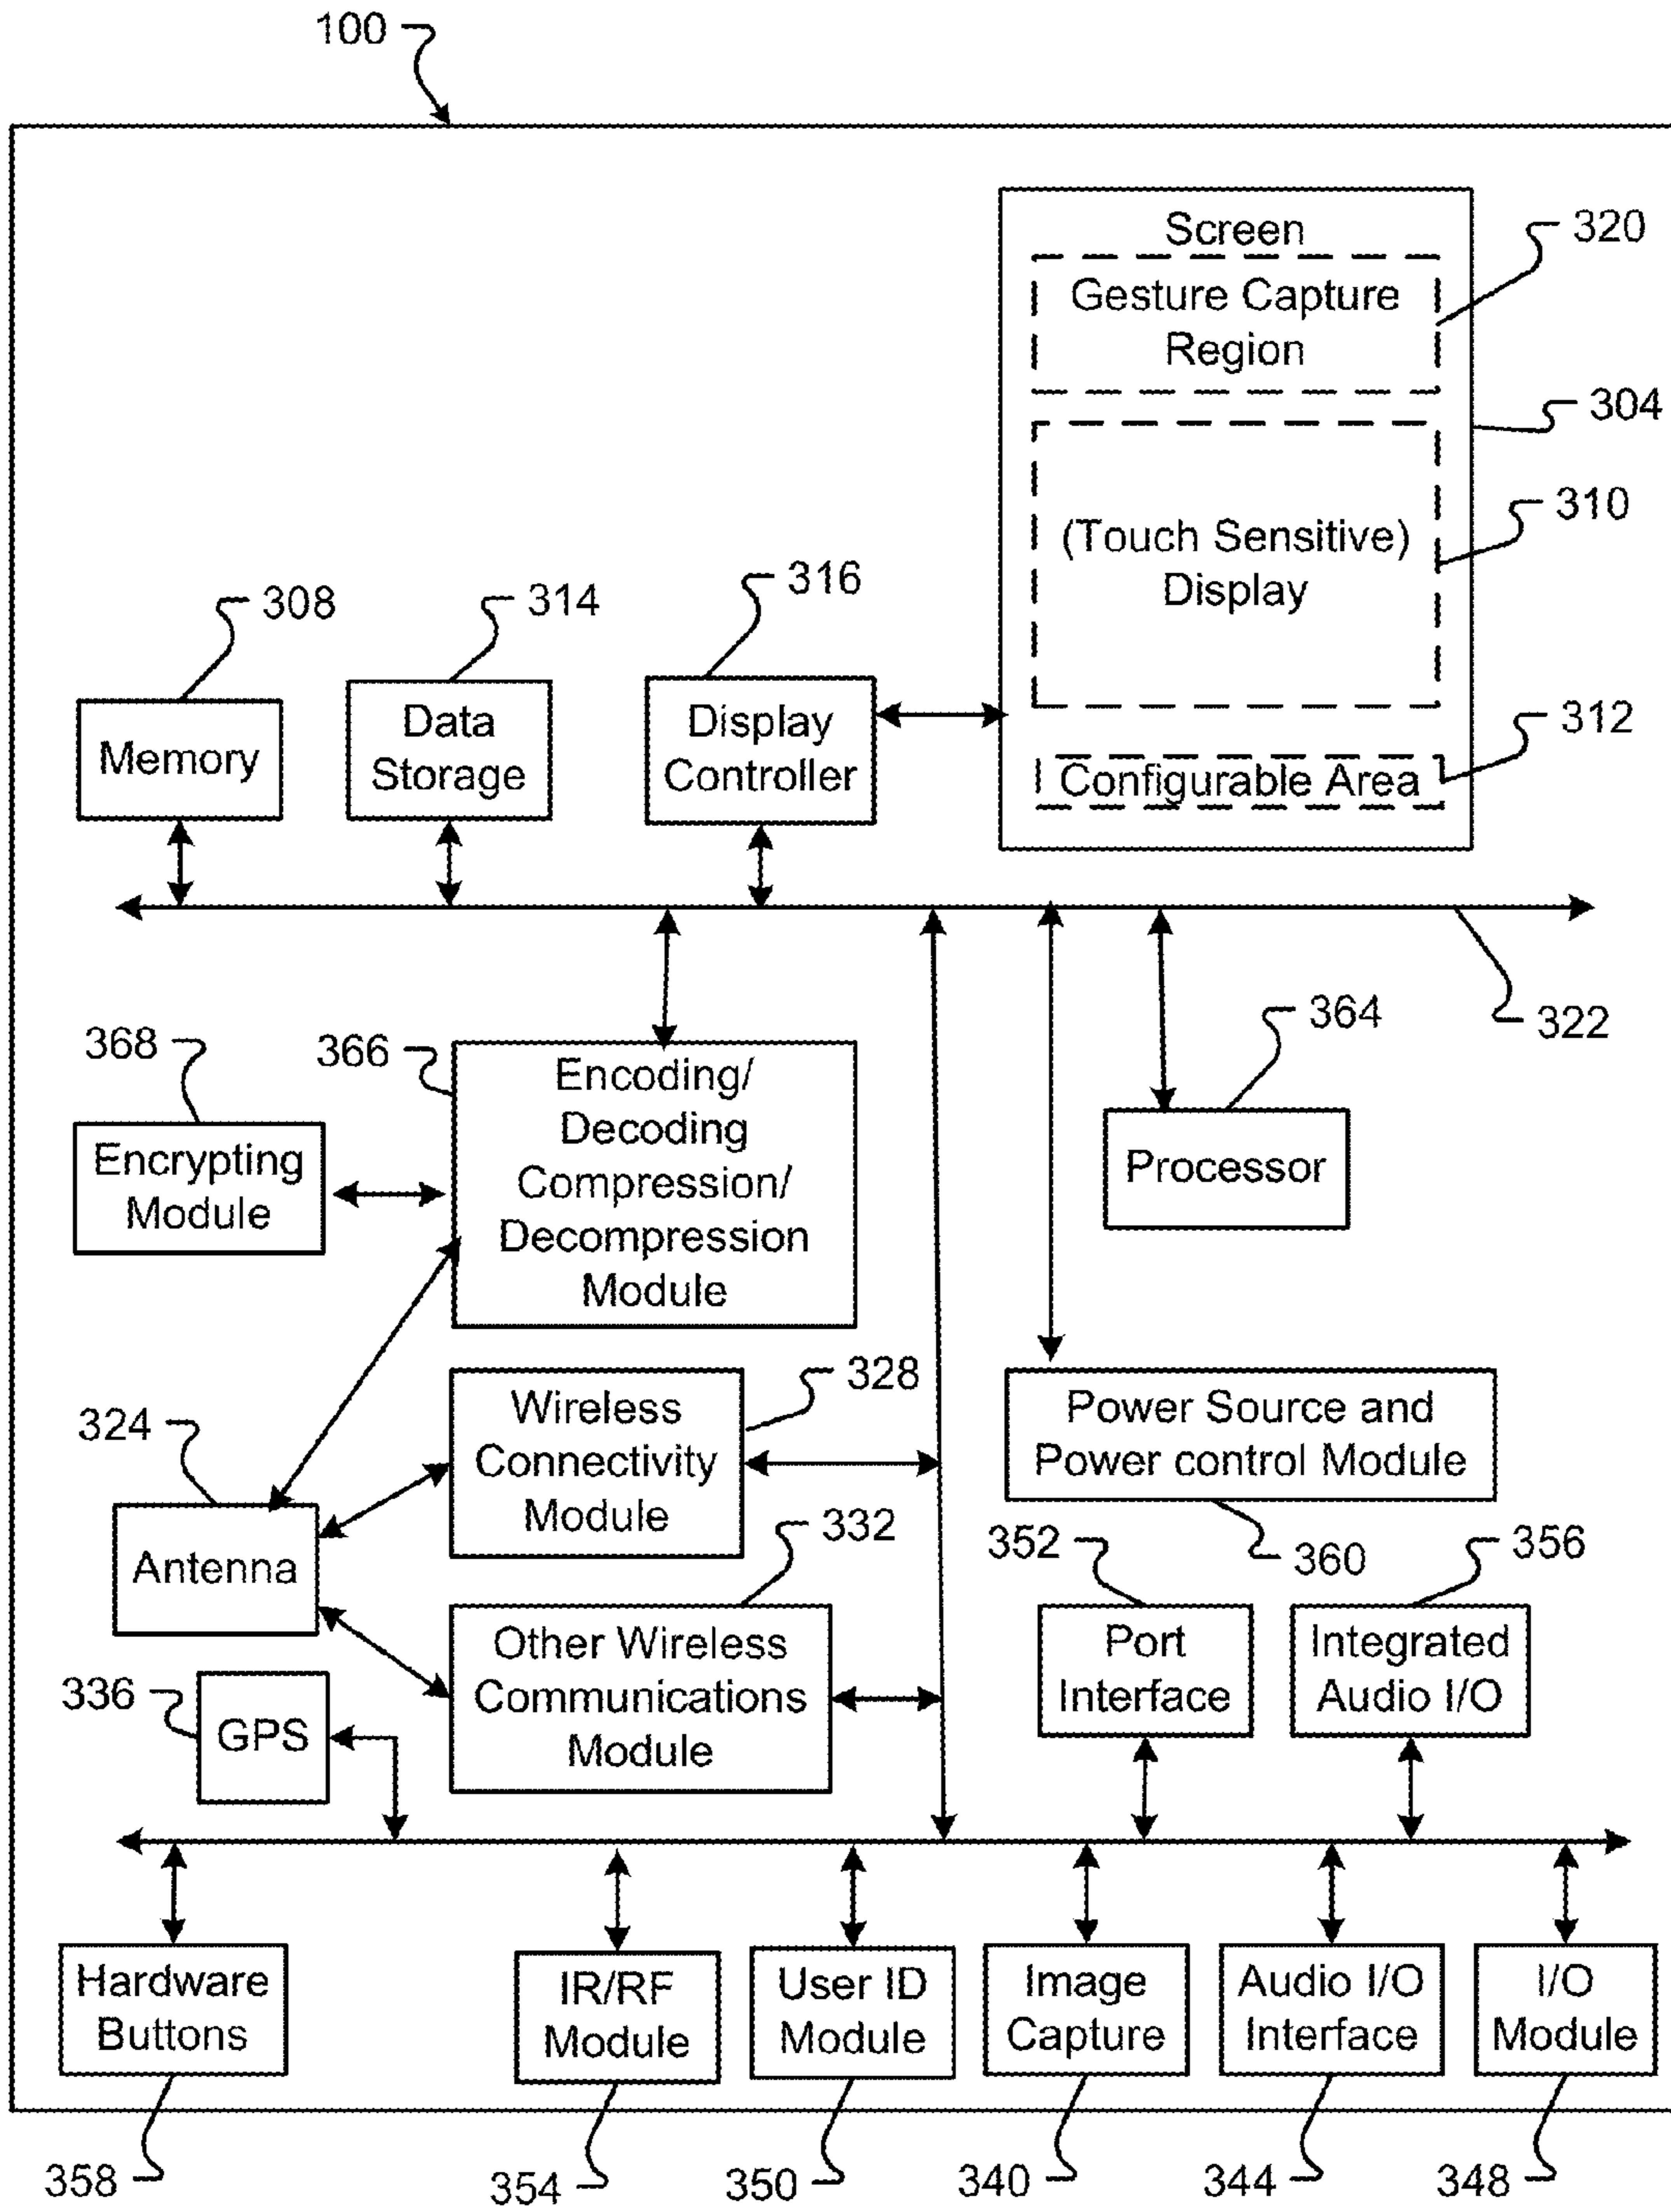 100
Screen
320
Gesture Capture
Region
304
310
(Touch Sensitive)
Display
308
314
316
312
Memory
Data
Storage
Display
Controller
Configurable Area
322
364
368
366
Encoding/
Decoding
Compression/
Decompression
Module
Encrypting
Module
Processor
328
324
Wireless
Connectivity
Module
Power Source and
Power control Module
332
352
360
356
Antenna
Other Wireless
Communications
Module
Port
Interface
Integrated
Audio I/O
336
GPS
Hardware
Buttons
IR/RF
Module
User ID
Module
Image
Capture
Audio I/O
Interface
I/O
Module
358
354
350
340
344
348